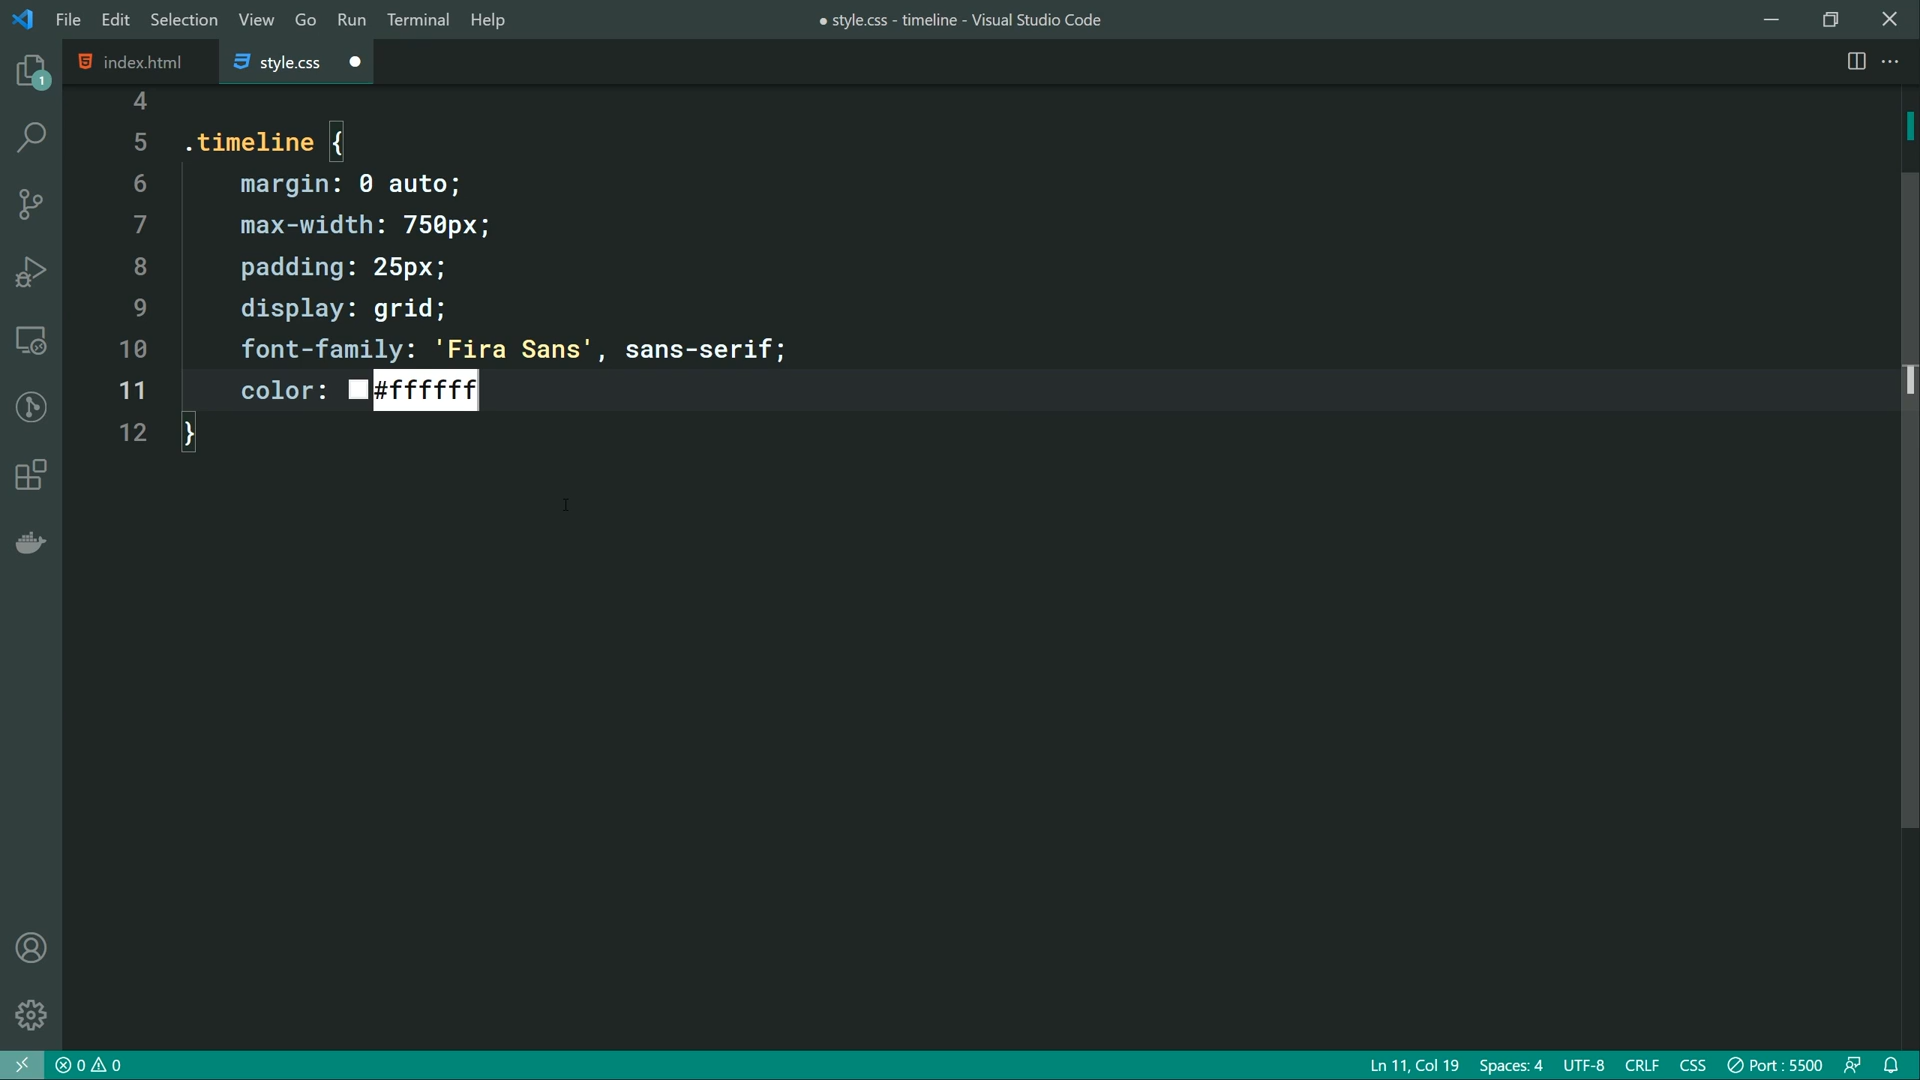 File Edit Selection View Go Run Terminal Help
● style.css - timeline - Visual Studio Code
index.html
style.css
1
4
5 .timeline {
6 margin: 0 auto;
7 max-width: 750px;
8 padding: 25px;
9 display: grid;
10 font-family: 'Fira Sans', sans-serif;
11 color: #ffffff
12 }
0 0
Ln 11, Col 19 Spaces: 4 UTF-8 CRLF CSS Port : 5500